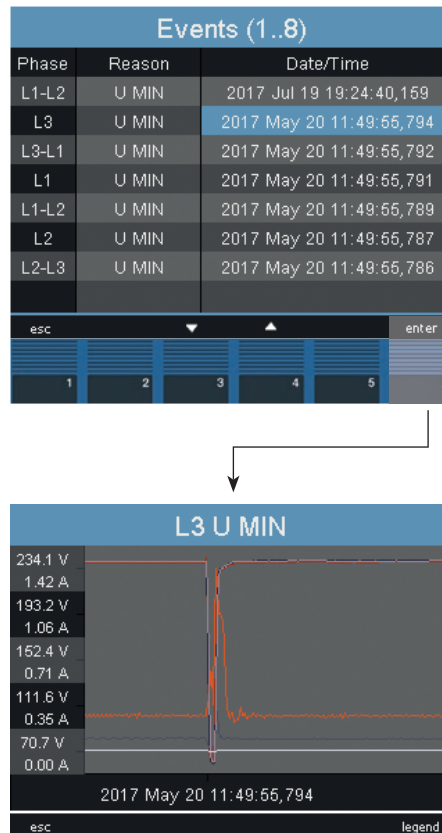 Events (1..8)
Phase Reason Date/Time
L1-L2 U MIN 2017 Jul 19 19:24:40,159
L3 U MIN 2017 May 20 11:49:55,794
L3-L1 U MIN 2017 May 20 11:49:55,792
L1 U MIN 2017 May 20 11:49:55,791
L1-L2 U MIN 2017 May 20 11:49:55,789
L2 U MIN 2017 May 20 11:49:55,787
L2-L3 U MIN 2017 May 20 11:49:55,786
esc enter
1 2 3 4 5
L3 U MIN
234.1 V
1.42 A
193.2 V
1.06 A
152.4 V
0.71 A
111.6 V
0.35 A
70.7 V
0.00 A
2017 May 20 11:49:55,794
esc legend